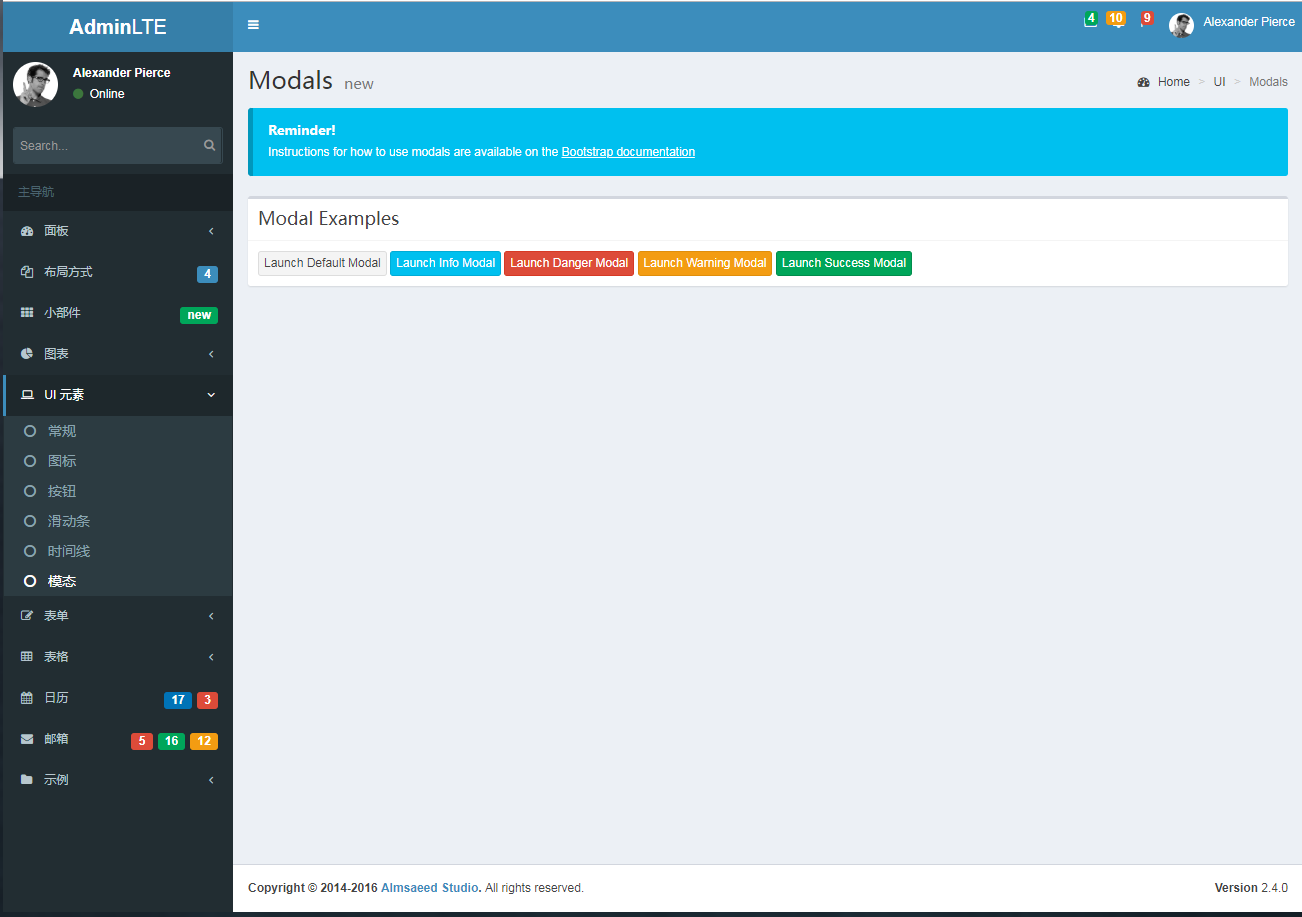 AdminLTE
4 10 9 Alexander Pierce
Alexander Pierce
Online
Search...
主导航
面板
布局方式 4
小部件 new
图表
UI 元素
常规
图标
按钮
滑动条
时间线
模态
表单
表格
日历 17 3
邮箱 5 16 12
示例
Modals new
Home > UI > Modals
Reminder!
Instructions for how to use modals are available on the Bootstrap documentation
Modal Examples
Launch Default Modal Launch Info Modal Launch Danger Modal Launch Warning Modal Launch Success Modal
Copyright © 2014-2016 Almsaeed Studio. All rights reserved.
Version 2.4.0